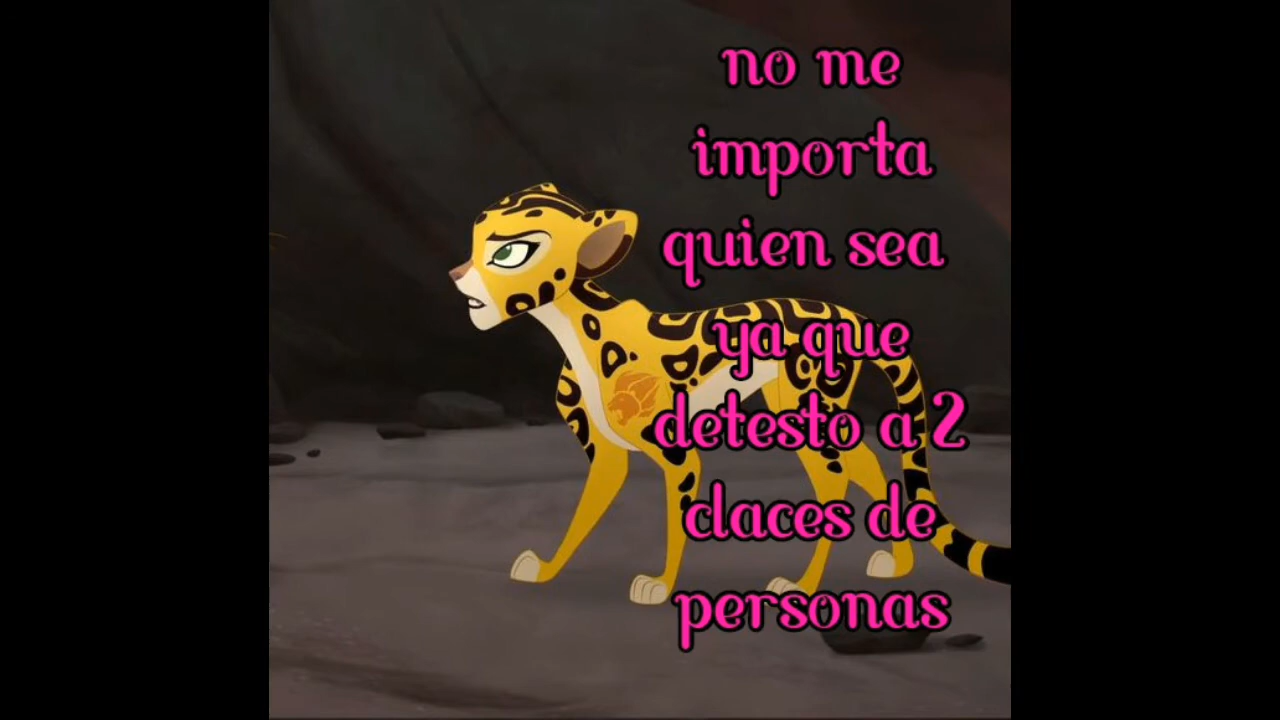 no me
importa
quien sea
ya que
detesto a 2
claces de
personas